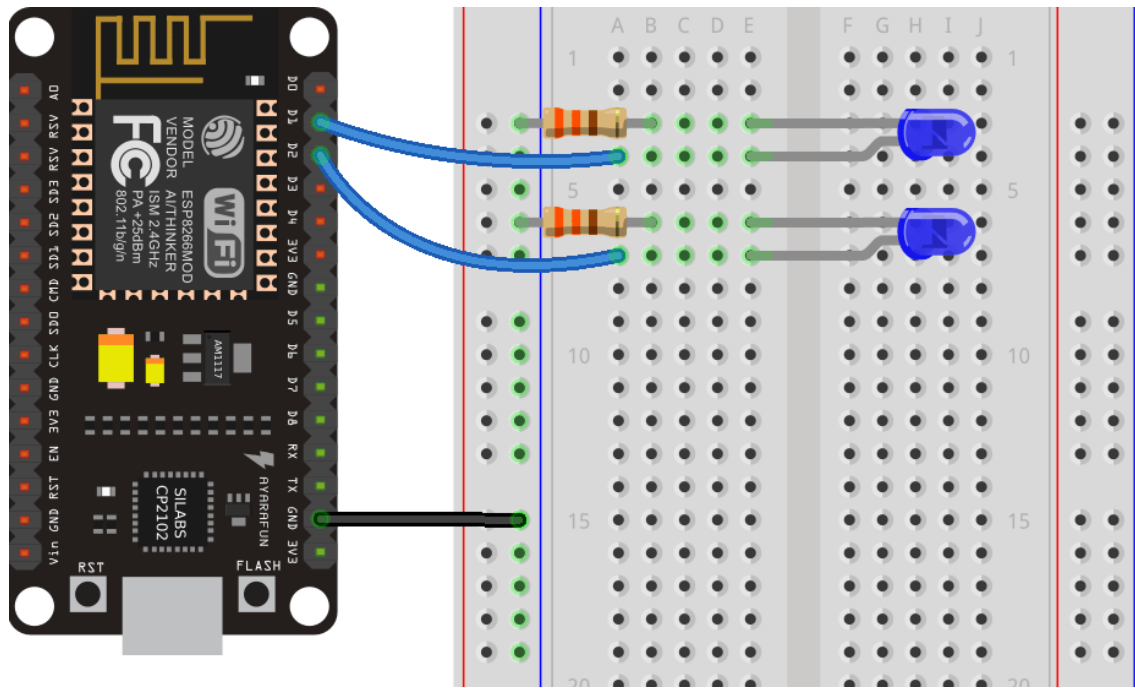 A0
RSV
RSV
SD3
SD2
SD1
CMD
SD0
CLK
GND
3V3
EN
RST
GND
Vin
FC
MODEL ESP8266MOD
VENDOR AI/THINKER
ISM 2.4GHz
PA +25dBm
802.11b/g/n
Wi Fi
AM1117
SILABS
CP2102
AYARAFUN
RST
FLASH
D0
D1
D2
D3
D4
3V3
GND
D5
D6
D7
D8
RX
TX
GND
3V3
A B C D E F G H I J
1 1
5 5
10 10
15 15
20 20